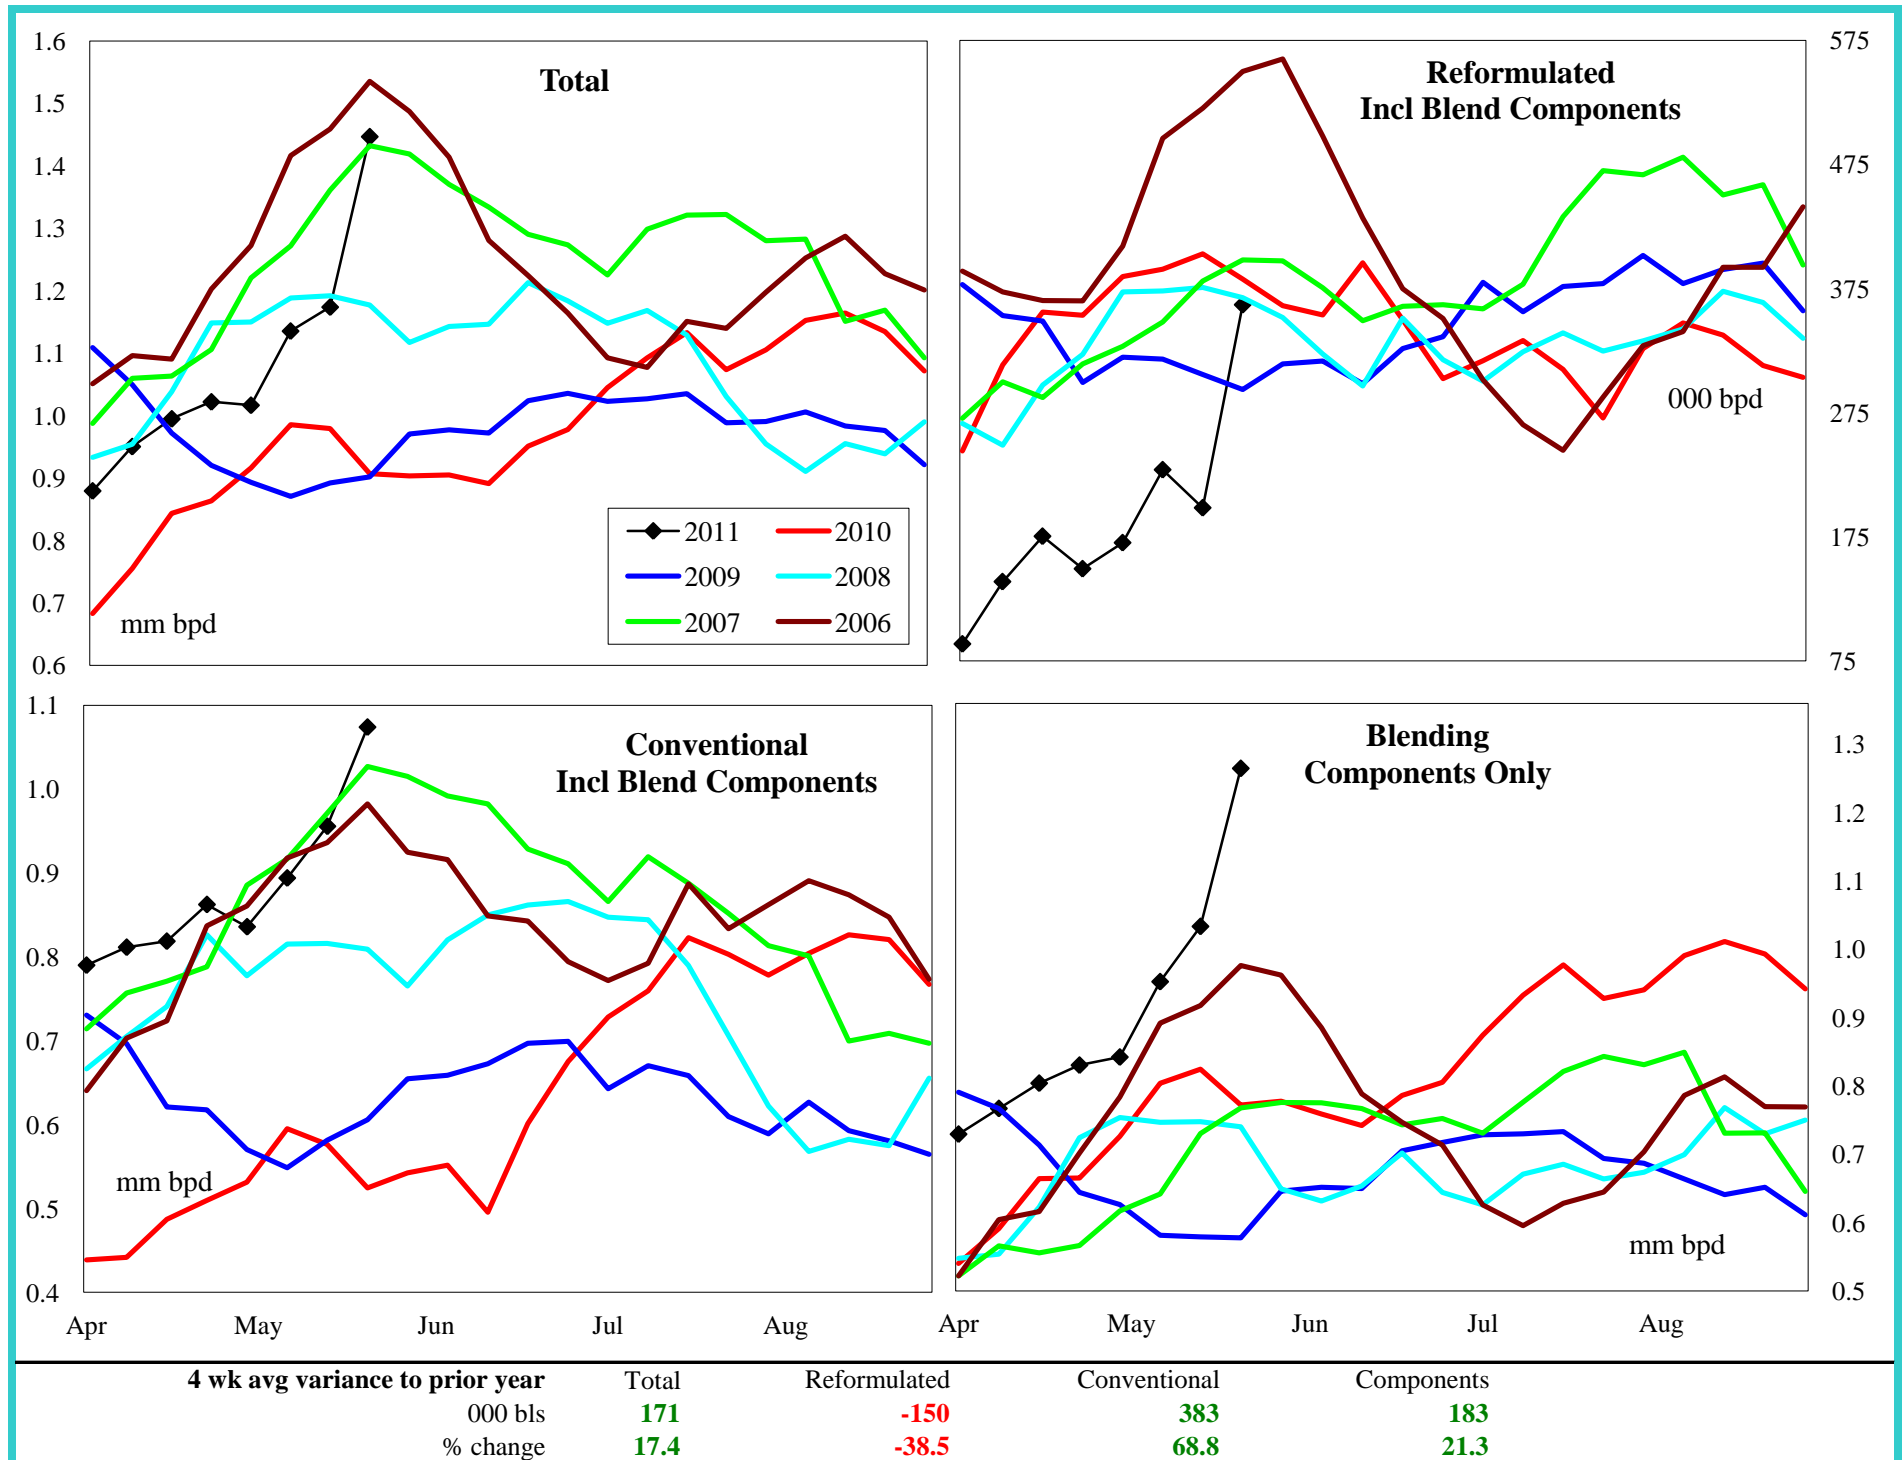 Total
1.6
1.5
1.4
1.3
1.2
1.1
1.0
0.9
0.8
0.7
0.6
mm bpd
2011 2010
2009 2008
2007 2006
Reformulated
Incl Blend Components
575
475
375
275
175
75
000 bpd
Conventional
Incl Blend Components
1.1
1.0
0.9
0.8
0.7
0.6
0.5
0.4
mm bpd
Apr May Jun Jul Aug
Blending
Components Only
1.3
1.2
1.1
1.0
0.9
0.8
0.7
0.6
0.5
mm bpd
Apr May Jun Jul Aug
4 wk avg variance to prior year Total Reformulated Conventional Components
000 bls 171 -150 383 183
% change 17.4 -38.5 68.8 21.3